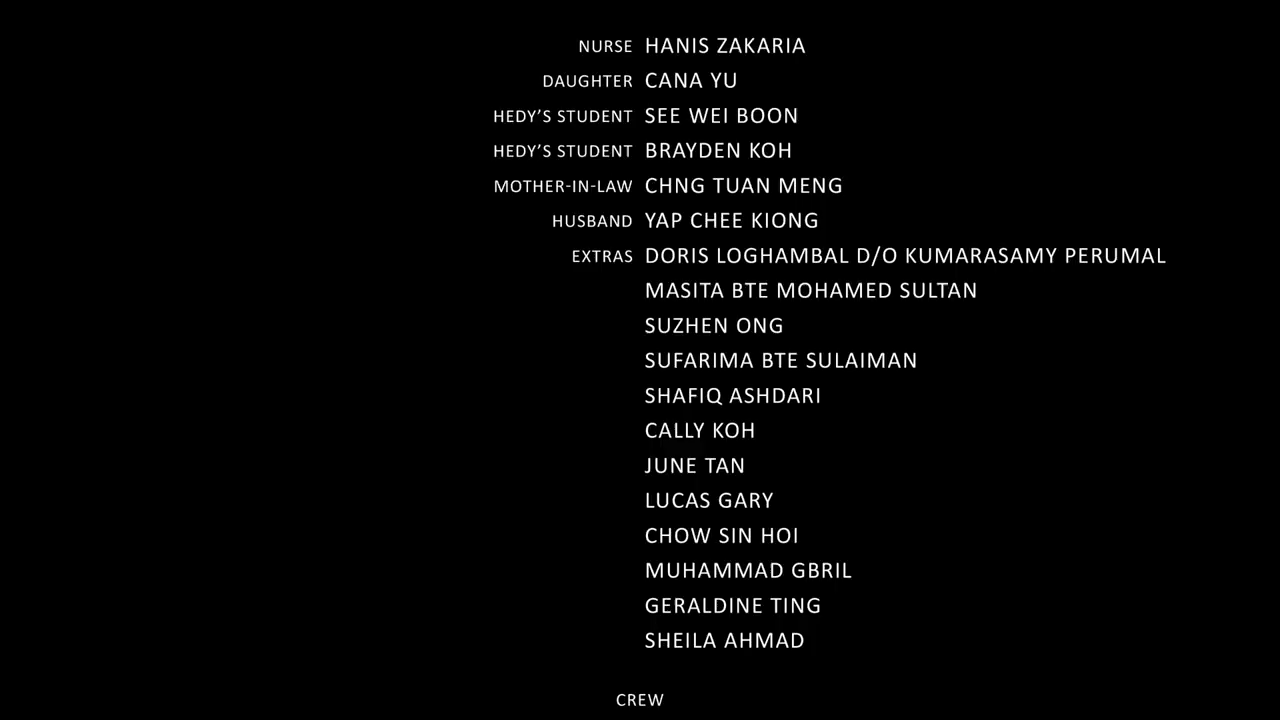 NURSE HANIS ZAKARIA
DAUGHTER CANA YU
HEDY’S STUDENT SEE WEI BOON
HEDY’S STUDENT BRAYDEN KOH
MOTHER-IN-LAW CHNG TUAN MENG
HUSBAND YAP CHEE KIONG
EXTRAS DORIS LOGHAMBAL D/O KUMARASAMY PERUMAL
MASITA BTE MOHAMED SULTAN
SUZHEN ONG
SUFARIMA BTE SULAIMAN
SHAFIQ ASHDARI
CALLY KOH
JUNE TAN
LUCAS GARY
CHOW SIN HOI
MUHAMMAD GBRIL
GERALDINE TING
SHEILA AHMAD
CREW